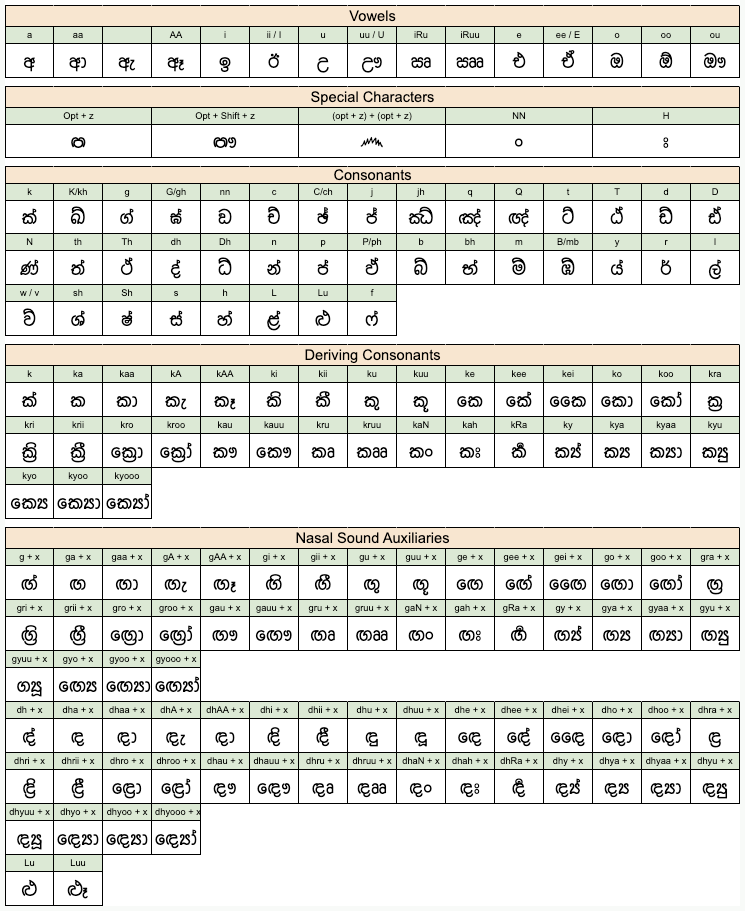 Vowels
a aa AA i ii / I u uu / U iRu iRuu e ee / E o oo ou
අ ආ ඇ ඈ ඉ ඊ උ ඌ ඍ ඎ එ ඒ ඔ ඕ ඖ
Special Characters
Opt + z Opt + Shift + z (opt + z) + (opt + z) NN H
ං ඃ
Consonants
k K/kh g G/gh nn c C/ch j jh q Q t T d D
ක් ඛ් ග් ඝ් ඞ ච් ඡ් ජ් ඣ් ඤ් ඥ් ට් ඨ් ඩ් ඪ්
N th Th dh Dh n p P/ph b bh m B/mb y r l
ණ් ත් ථ් ද් ධ් න් ප් ඵ් බ් භ් ම් ඹ් ය් ර් ල්
w / v sh Sh s h L Lu f
ව් ශ් ෂ් ස් හ් ළ් ළු ෆ්
Deriving Consonants
k ka kaa kA kAA ki kii ku kuu ke kee kei ko koo kra
ක් ක කා කැ කෑ කි කී කු කූ කෙ කේ කෛ කො කෝ ක්‍ර
kri krii kro kroo kau kauu kru kruu kaN kah kRa ky kya kyaa kyu
ක්‍රි ක්‍රී ක්‍රො ක්‍රෝ කෟ කෞ කෘ කෲ කං කඃ ර්‍ක ක්‍ය් ක්‍ය ක්‍යා ක්‍යු
kyo kyoo kyooo
ක්‍යෙ ක්‍යො ක්‍යෝ
Nasal Sound Auxiliaries
g + x ga + x gaa + x gA + x gAA + x gi + x gii + x gu + x guu + x ge + x gee + x gei + x go + x goo + x gra + x
ඟ් ඟ ඟා ඟැ ඟෑ ඟි ඟී ඟු ඟූ ඟෙ ඟේ ඟෛ ඟො ඟෝ ඟ්‍ර
gri + x grii + x gro + x groo + x gau + x gauu + x gru + x gruu + x gaN + x gah + x gRa + x gy + x gya + x gyaa + x gyu + x
ඟ්‍රි ඟ්‍රී ඟ්‍රො ඟ්‍රෝ ඟෟ ඟෞ ඟෘ ඟෲ ඟං ඟඃ ර්‍ඟ ඟ්‍ය් ඟ්‍ය ඟ්‍යා ඟ්‍යු
gyuu + x gyo + x gyoo + x gyooo + x
ග්‍යූ ඟ්‍යෙ ඟ්‍යො ඟ්‍යෝ
dh + x dha + x dhaa + x dhA + x dhAA + x dhi + x dhii + x dhu + x dhuu + x dhe + x dhee + x dhei + x dho + x dhoo + x dhra + x
ඳ් ඳ ඳා ඳැ ඳා ඳි ඳී ඳු ඳූ ඳෙ ඳේ ඳෛ ඳො ඳෝ ඳ්‍ර
dhri + x dhrii + x dhro + x dhroo + x dhau + x dhauu + x dhru + x dhruu + x dhaN + x dhah + x dhRa + x dhy + x dhya + x dhyaa + x dhyu + x
ඳ්‍රි ඳ්‍රී ඳ්‍රො ඳ්‍රෝ ඳෟ ඳෞ ඳෘ ඳෲ ඳං ඳඃ ර්‍ඳ ඳ්‍ය් ඳ්‍ය ඳ්‍යා ඳ්‍යු
dhyuu + x dhyo + x dhyoo + x dhyooo + x
ඳ්‍යූ ඳ්‍යො ඳ්‍යො ඳ්‍යෝ
Lu Luu
ළු ළූ